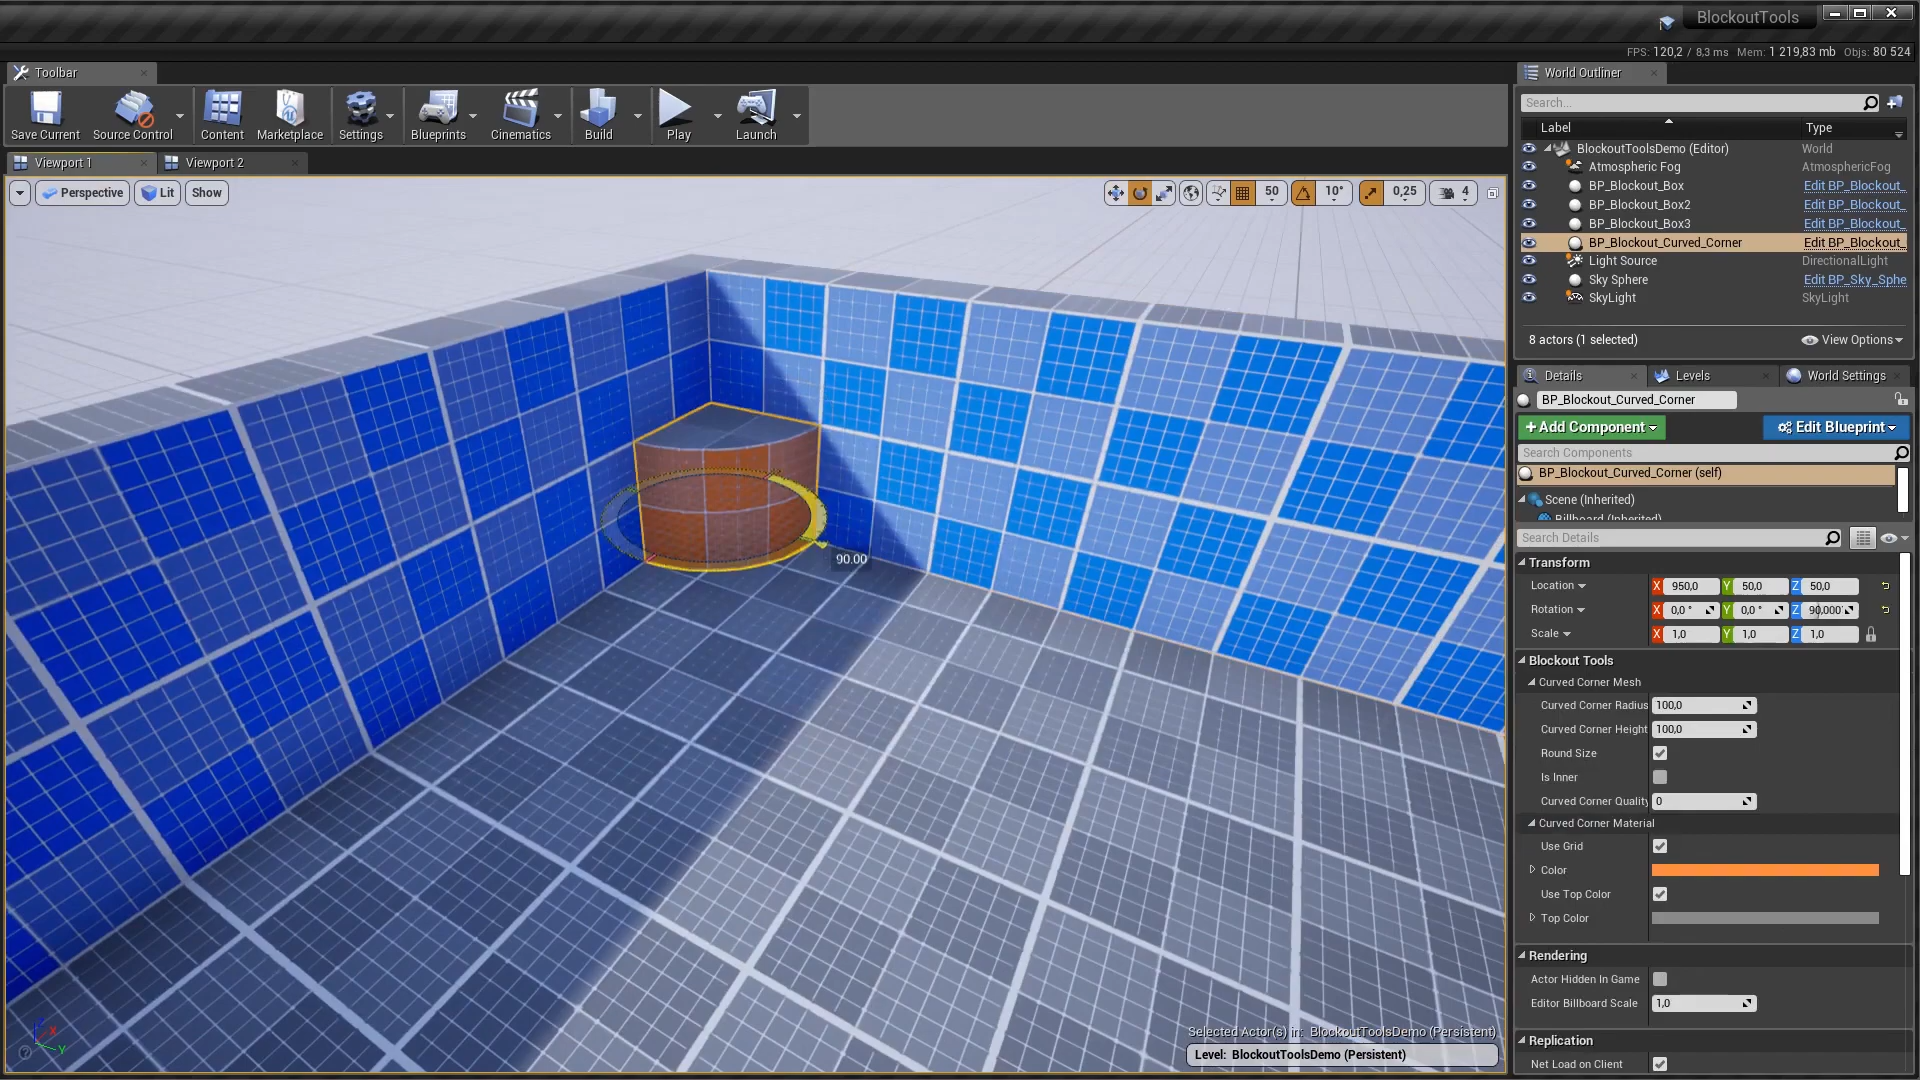 BlockoutTools
FPS: 120,2 / 8,3 ms Mem: 1 219,83 mb Objs: 80 524
Toolbar
Save Current
Source Control
Content
Marketplace
Settings
Blueprints
Cinematics
Build
Play
Launch
Viewport 1
Viewport 2
Perspective
Lit
Show
50
10°
0,25
4
90.00
X
Y
Selected Actor(s) in: BlockoutToolsDemo (Persistent)
Level: BlockoutToolsDemo (Persistent)
World Outliner
Search...
Label Type
BlockoutToolsDemo (Editor) World
Atmospheric Fog AtmosphericFog
BP_Blockout_Box Edit BP_Blockout_
BP_Blockout_Box2 Edit BP_Blockout_
BP_Blockout_Box3 Edit BP_Blockout_
BP_Blockout_Curved_Corner Edit BP_Blockout_
Light Source DirectionalLight
Sky Sphere Edit BP_Sky_Sphe
SkyLight SkyLight
8 actors (1 selected)
View Options
Details
Levels
World Settings
BP_Blockout_Curved_Corner
+Add Component
Edit Blueprint
Search Components
BP_Blockout_Curved_Corner (self)
Scene (Inherited)
Billboard (Inherited)
Search Details
Transform
Location X 950,0 Y 50,0 Z 50,0
Rotation X 0,0 ° Y 0,0 ° Z 90,000°
Scale X 1,0 Y 1,0 Z 1,0
Blockout Tools
Curved Corner Mesh
Curved Corner Radius 100,0
Curved Corner Height 100,0
Round Size
Is Inner
Curved Corner Quality 0
Curved Corner Material
Use Grid
Color
Use Top Color
Top Color
Rendering
Actor Hidden In Game
Editor Billboard Scale 1,0
Replication
Net Load on Client